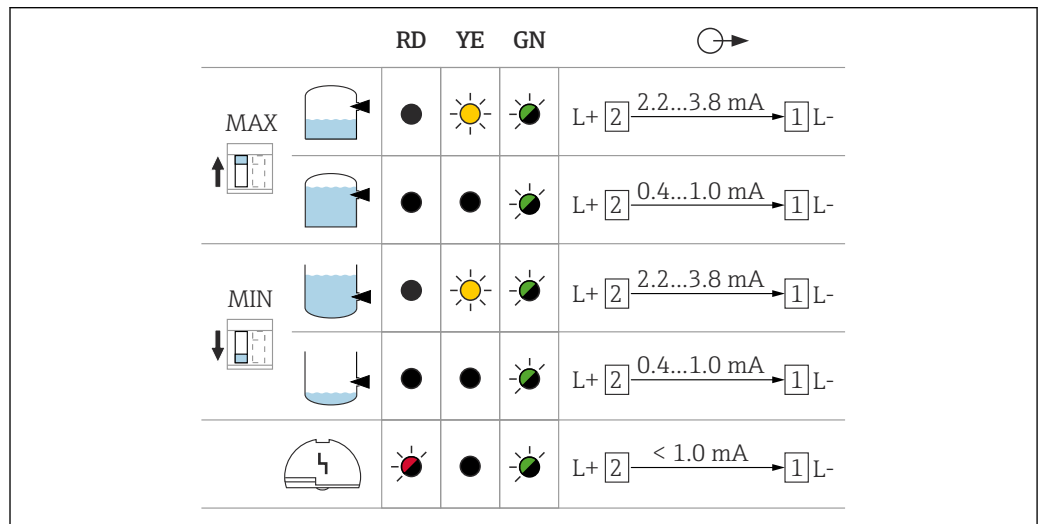 RD YE GN
MAX
L+ 2 2.2...3.8 mA 1 L-
L+ 2 0.4...1.0 mA 1 L-
MIN
L+ 2 2.2...3.8 mA 1 L-
L+ 2 0.4...1.0 mA 1 L-
L+ 2 < 1.0 mA 1 L-